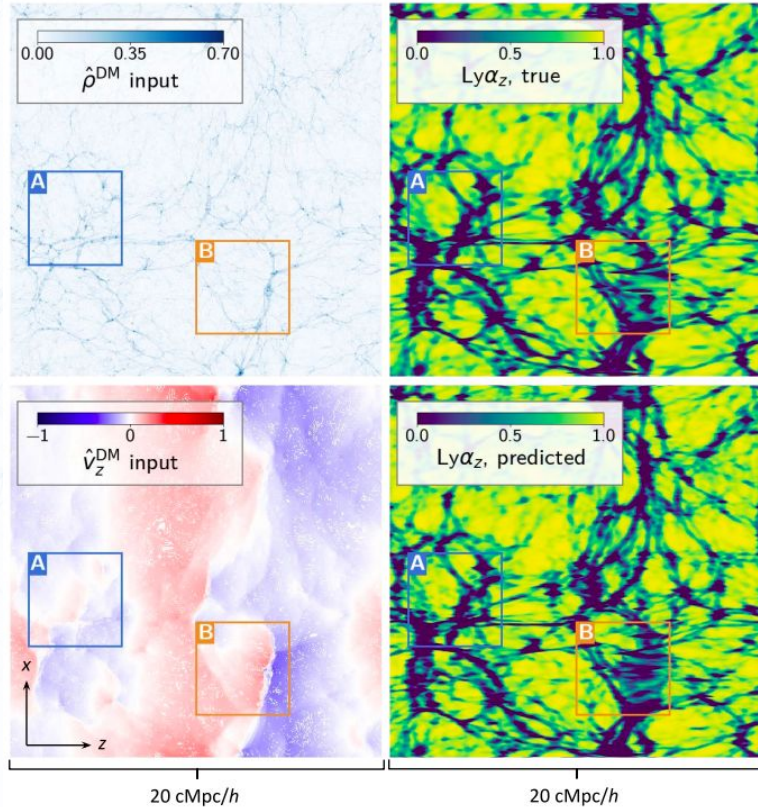 0.00 0.35 0.70
ρ̂ᴰᴹ input
A
B
0.0 0.5 1.0
Lyα_z, true
A
B
−1 0 1
v̂_z^DM input
A
B
x
z
0.0 0.5 1.0
Lyα_z, predicted
A
B
20 cMpc/h
20 cMpc/h